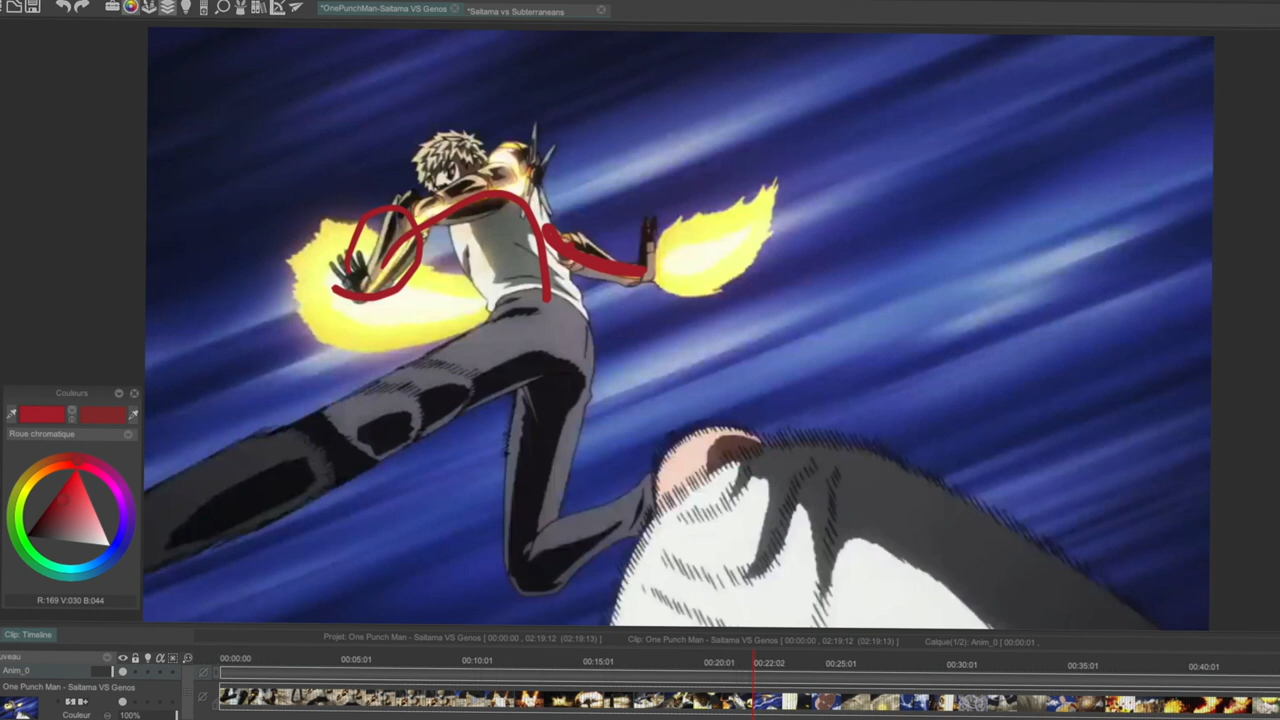 *OnePunchMan-Saitama VS Genos
*Saitama vs Subterraneans
Couleurs
Roue chromatique
R:169 V:030 B:044
Clip: Timeline
Projet: One Punch Man - Saitama VS Genos [ 00:00:00 , 02:19:12 (02:19:13) ]
Clip: One Punch Man - Saitama VS Genos [ 00:00:00 , 02:19:12 (02:19:13) ]
Calque(1/2): Anim_0 [ 00:00:01 ,
uveau
00:00:00
00:05:01
00:10:01
00:15:01
00:20:01
00:22:02
00:25:01
00:30:01
00:35:01
00:40:01
Anim_0
One Punch Man - Saitama VS Genos
Couleur
100%